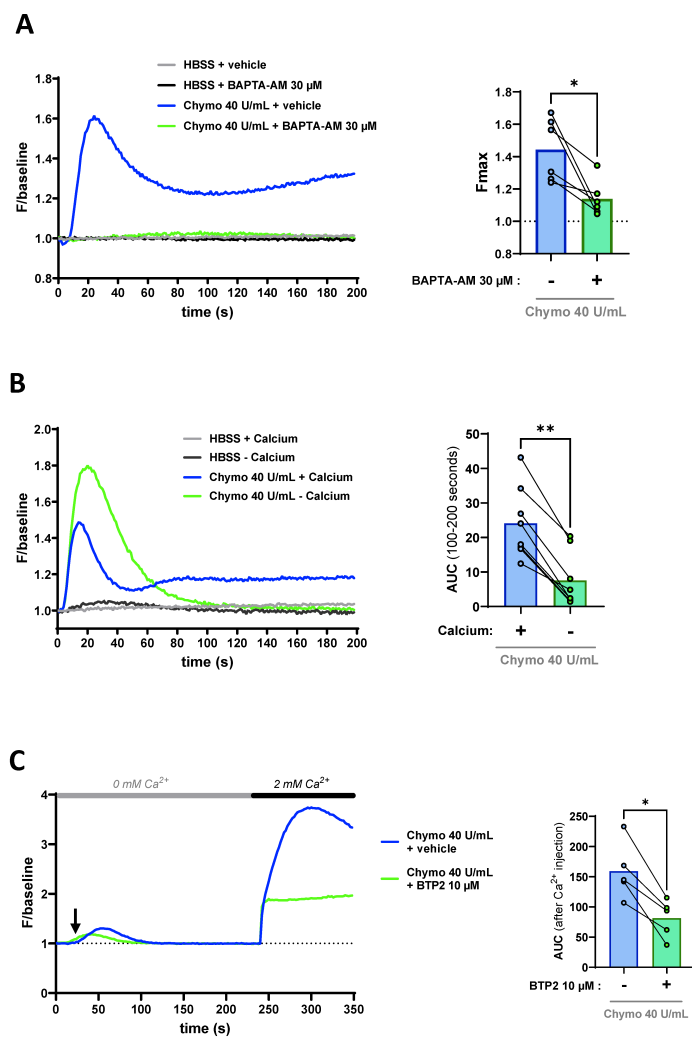 A
HBSS + vehicle
HBSS + BAPTA-AM 30 µM
Chymo 40 U/mL + vehicle
Chymo 40 U/mL + BAPTA-AM 30 µM
F/baseline
1.8
1.6
1.4
1.2
1.0
0.8
0 20 40 60 80 100 120 140 160 180 200
time (s)
*
Fmax
1.8
1.6
1.4
1.2
1.0
0.8
BAPTA-AM 30 µM : - +
Chymo 40 U/mL
B
HBSS + Calcium
HBSS - Calcium
Chymo 40 U/mL + Calcium
Chymo 40 U/mL - Calcium
F/baseline
2.0
1.8
1.6
1.4
1.2
1.0
0 20 40 60 80 100 120 140 160 180 200
time (s)
**
AUC (100-200 seconds)
50
40
30
20
10
0
Calcium: + -
Chymo 40 U/mL
C
0 mM Ca²⁺ 2 mM Ca²⁺
F/baseline
4
3
2
1
0
0 50 100 150 200 250 300 350
time (s)
Chymo 40 U/mL
+ vehicle
Chymo 40 U/mL
+ BTP2 10 µM
*
AUC (after Ca²⁺ injection)
250
200
150
100
50
0
BTP2 10 µM : - +
Chymo 40 U/mL